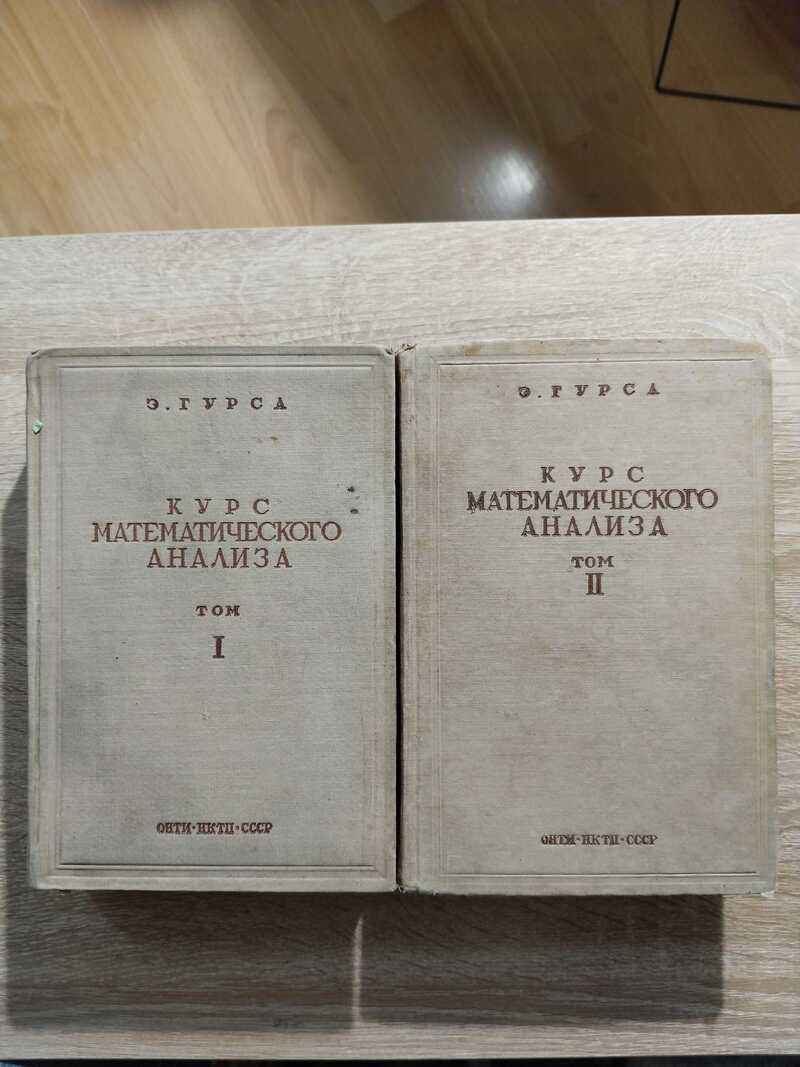 Э. ГУРСА
КУРС
МАТЕМАТИЧЕСКОГО
АНАЛИЗА
ТОМ
I
ОНТИ • НКТП • СССР
Э. ГУРСА
КУРС
МАТЕМАТИЧЕСКОГО
АНАЛИЗА
ТОМ
II
ОНТИ • НКТП • СССР